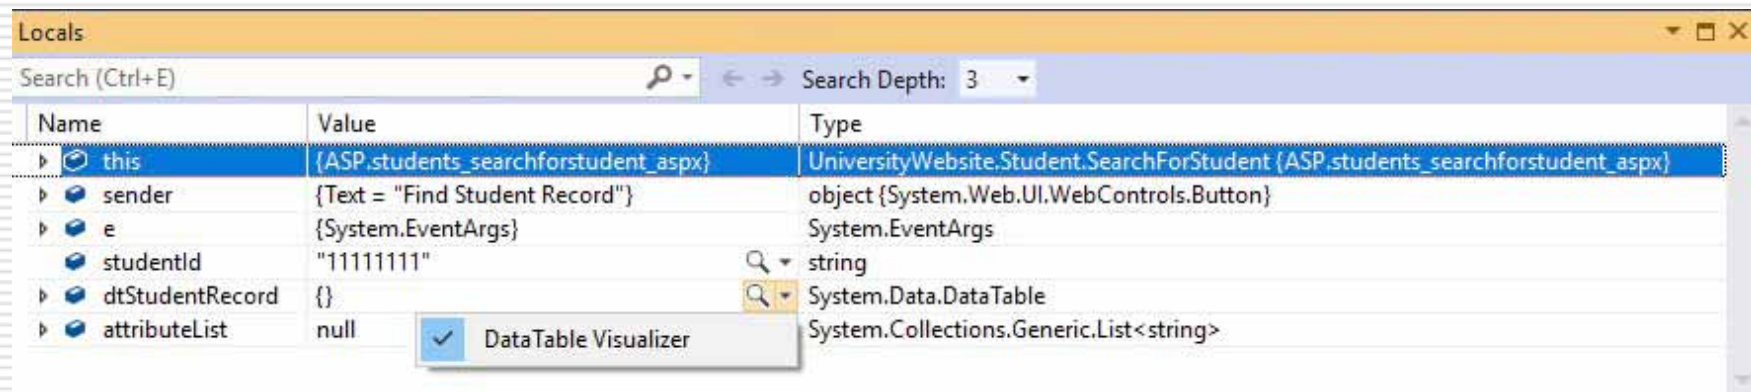 Locals
Search (Ctrl+E) Search Depth: 3
Name Value Type
this {ASP.students_searchforstudent_aspx} UniversityWebsite.Student.SearchForStudent {ASP.students_searchforstudent_aspx}
sender {Text = "Find Student Record"} object {System.Web.UI.WebControls.Button}
e {System.EventArgs} System.EventArgs
studentId "11111111" string
dtStudentRecord {} System.Data.DataTable
attributeList null System.Collections.Generic.List<string>
DataTable Visualizer